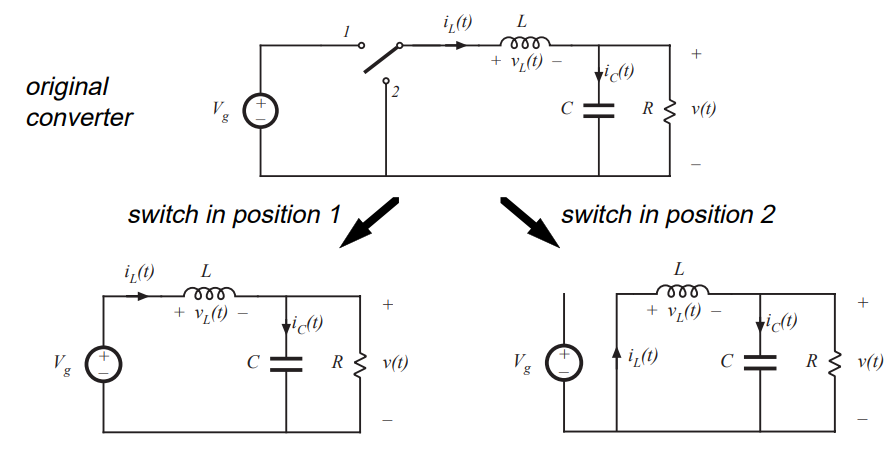 1
i_L(t)
L
original
converter
V_g
+
−
2
+ v_L(t) −
i_C(t)
C
R
+
v(t)
−
switch in position 1
switch in position 2
i_L(t)
L
+ v_L(t) −
i_C(t)
V_g
+
−
C
R
+
v(t)
−
L
+ v_L(t) −
i_C(t)
V_g
+
−
i_L(t)
C
R
+
v(t)
−